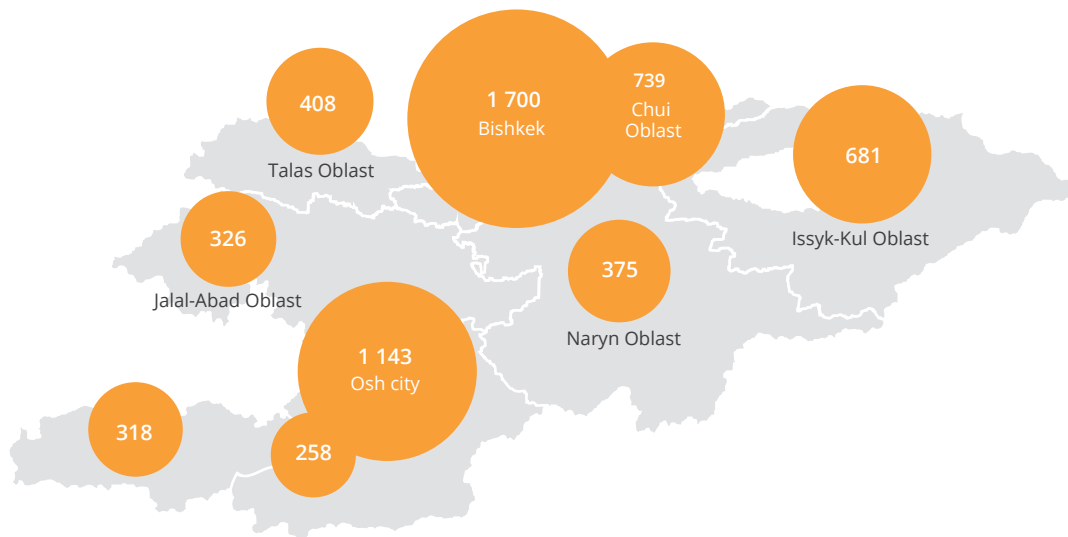 408
Talas Oblast
1 700
Bishkek
739
Chui
Oblast
681
Issyk-Kul Oblast
326
Jalal-Abad Oblast
375
Naryn Oblast
1 143
Osh city
318
258